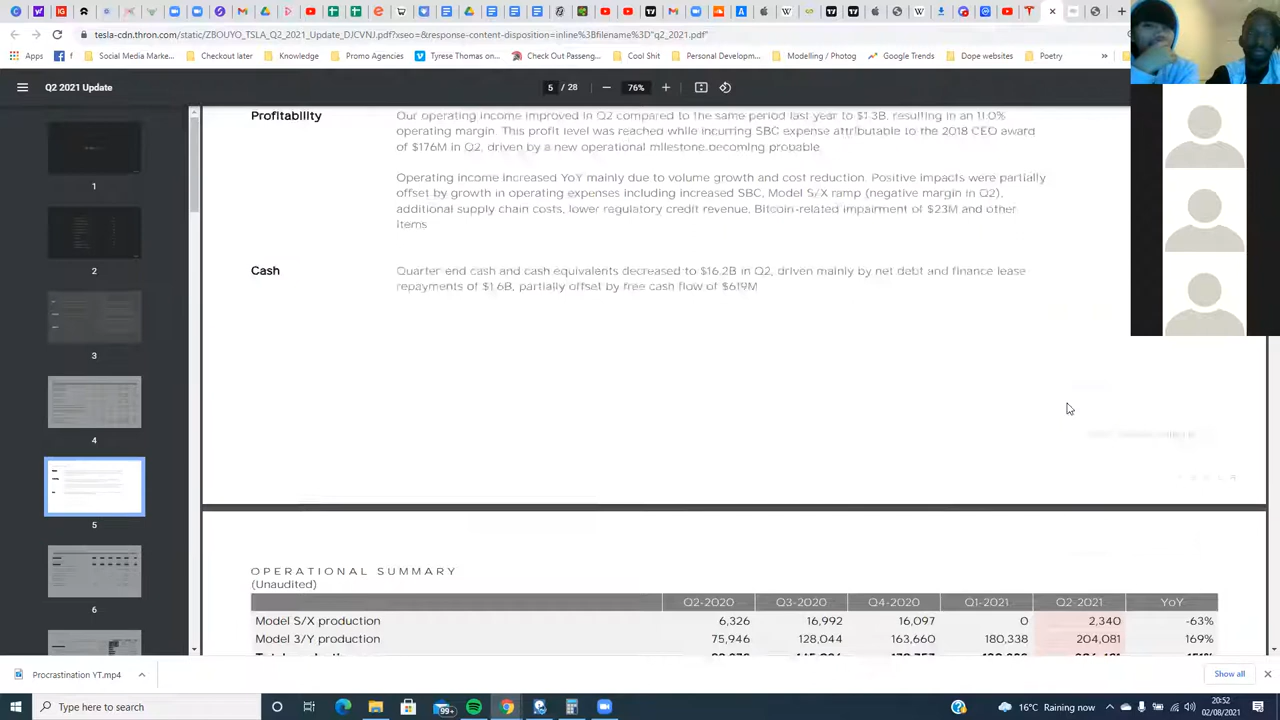 tesla-cdn.thron.com/static/ZBOUYO_TSLA_Q2_2021_Update_DJCVNJ.pdf?xseo=&response-content-disposition=inline%3Bfilename%3D"q2_2021.pdf"
Apps
f
Social Media Marke...
Checkout later
Knowledge
Promo Agencies
Tyrese Thomas on...
Check Out Passeng...
Cool Shit
Personal Developm...
Modelling / Photog
Google Trends
Dope websites
Poetry
»
Q2 2021 Update
5 / 28
76%
1
2
3
4
5
6
Profitability
Our operating income improved in Q2 compared to the same period last year to $1.3B, resulting in an 11.0%
operating margin. This profit level was reached while incurring SBC expense attributable to the 2018 CEO award
of $176M in Q2, driven by a new operational milestone becoming probable.
Operating income increased YoY mainly due to volume growth and cost reduction. Positive impacts were partially
offset by growth in operating expenses including increased SBC, Model S/X ramp (negative margin in Q2),
additional supply chain costs, lower regulatory credit revenue, Bitcoin-related impairment of $23M and other
items.
Cash
Quarter end cash and cash equivalents decreased to $16.2B in Q2, driven mainly by net debt and finance lease
repayments of $1.6B, partially offset by free cash flow of $619M
OPERATIONAL SUMMARY
(Unaudited)
Q2-2020 Q3-2020 Q4-2020 Q1-2021 Q2-2021 YoY
Model S/X production 6,326 16,992 16,097 0 2,340 -63%
Model 3/Y production 75,946 128,044 163,660 180,338 204,081 169%
Procrastination YT.mp4
Show all
Type here to search
99+
16°C Raining now
20:52
02/08/2021